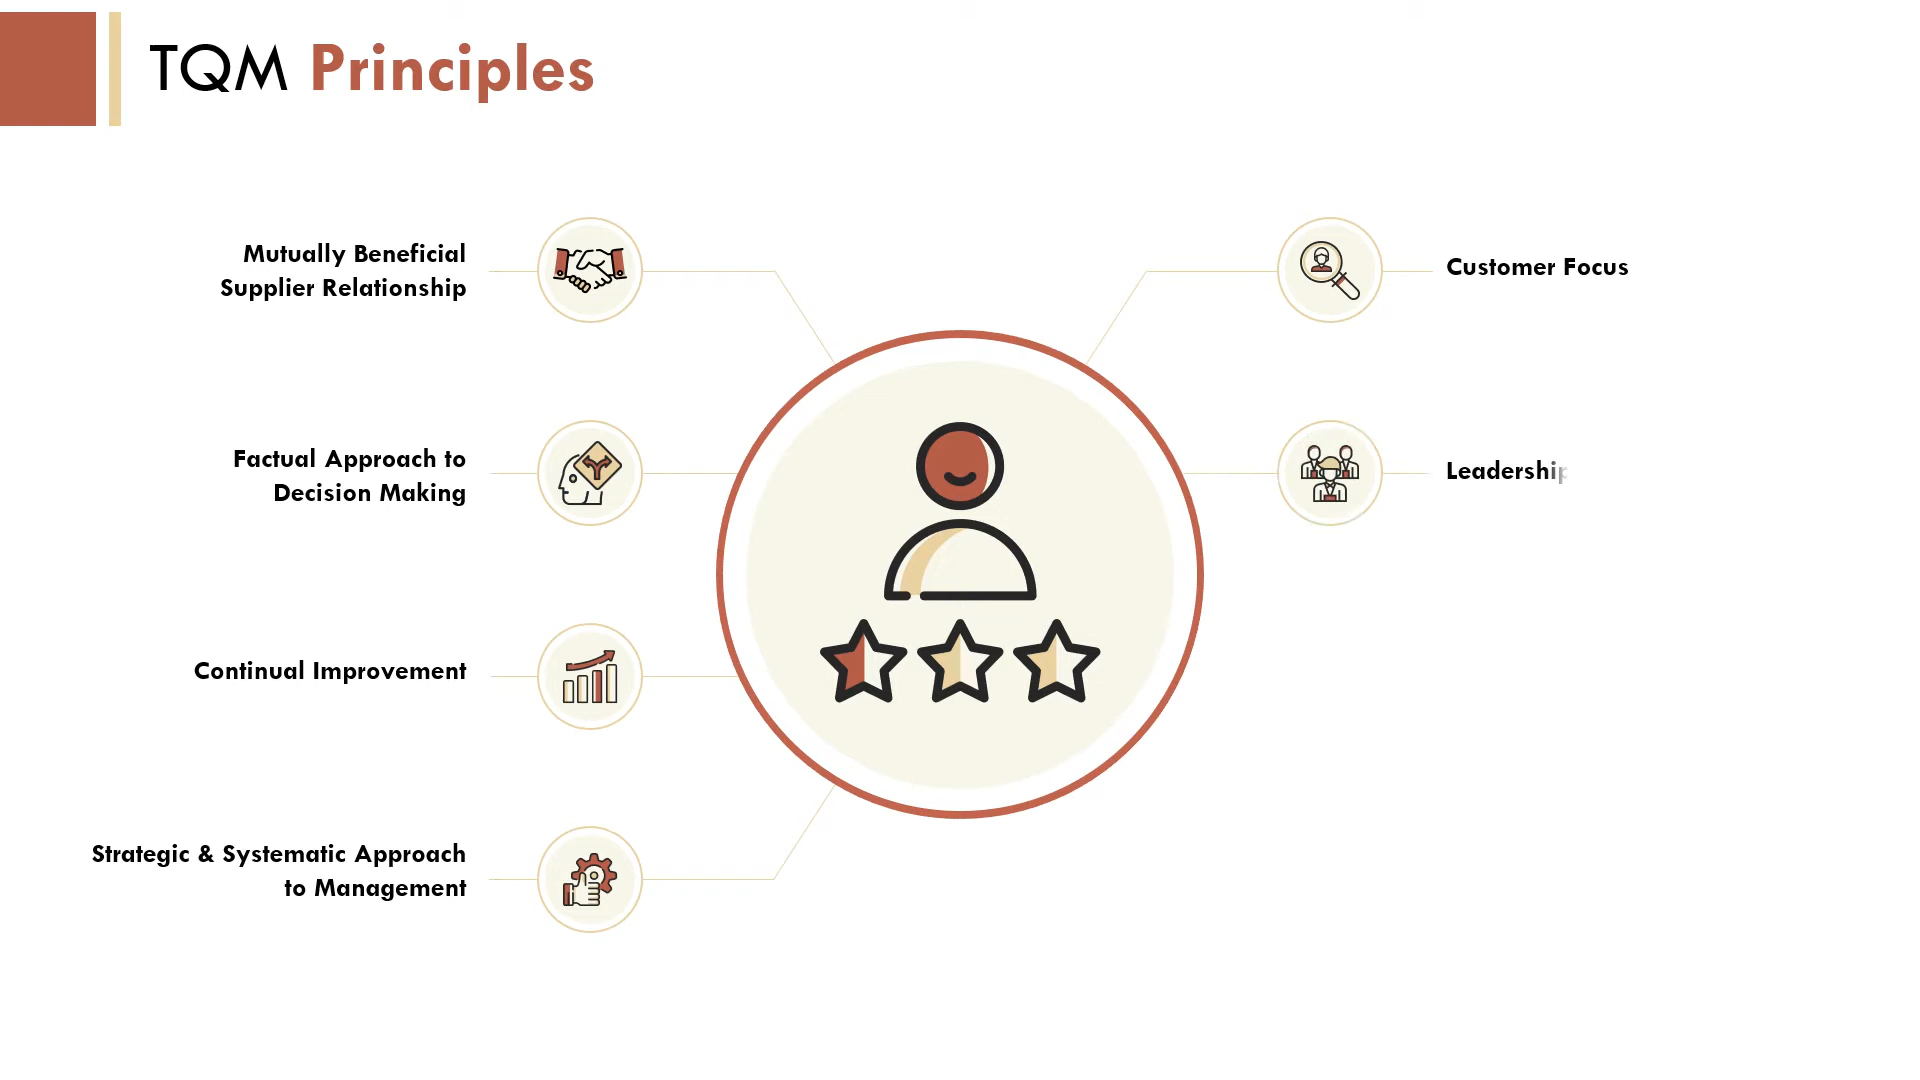 TQM Principles
Mutually Beneficial
Supplier Relationship
Factual Approach to
Decision Making
Continual Improvement
Strategic & Systematic Approach
to Management
Customer Focus
Leadership